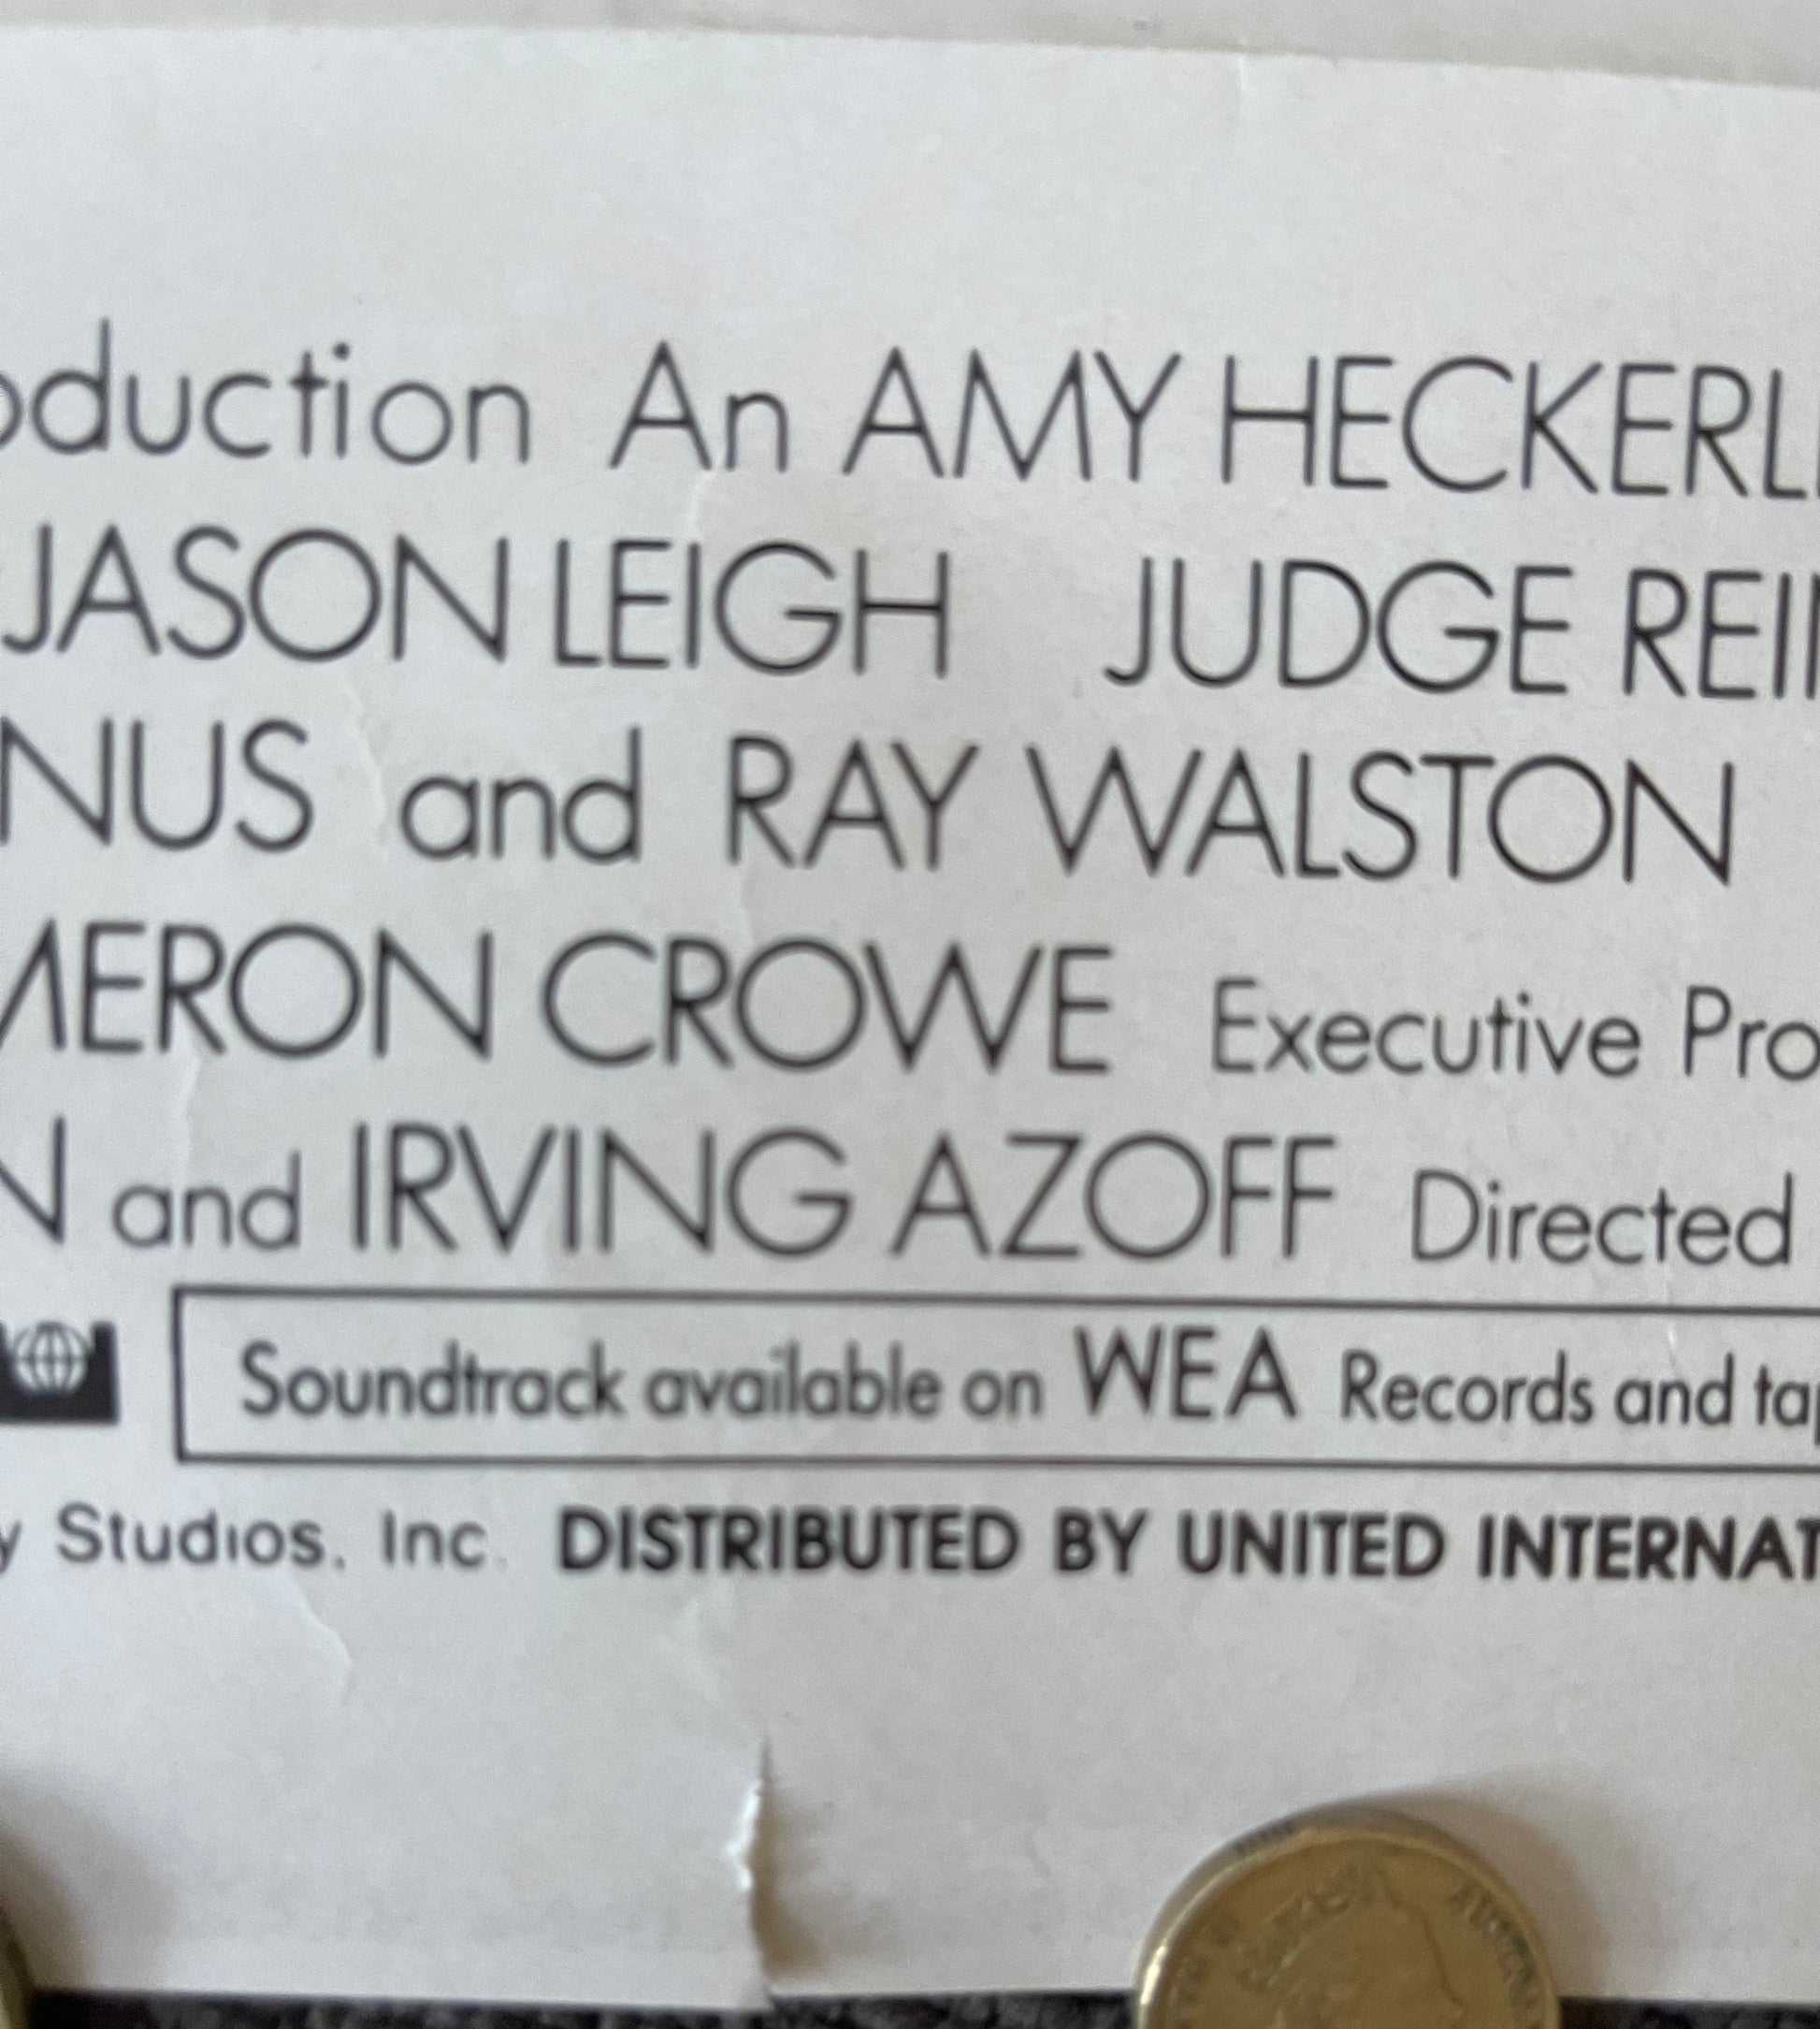 oduction An AMY HECKERL
JASON LEIGH JUDGE REI
NUS and RAY WALSTON
MERON CROWE Executive Pro
N and IRVING AZOFF Directed
Soundtrack available on WEA Records and ta
y Studios, Inc. DISTRIBUTED BY UNITED INTERNAT